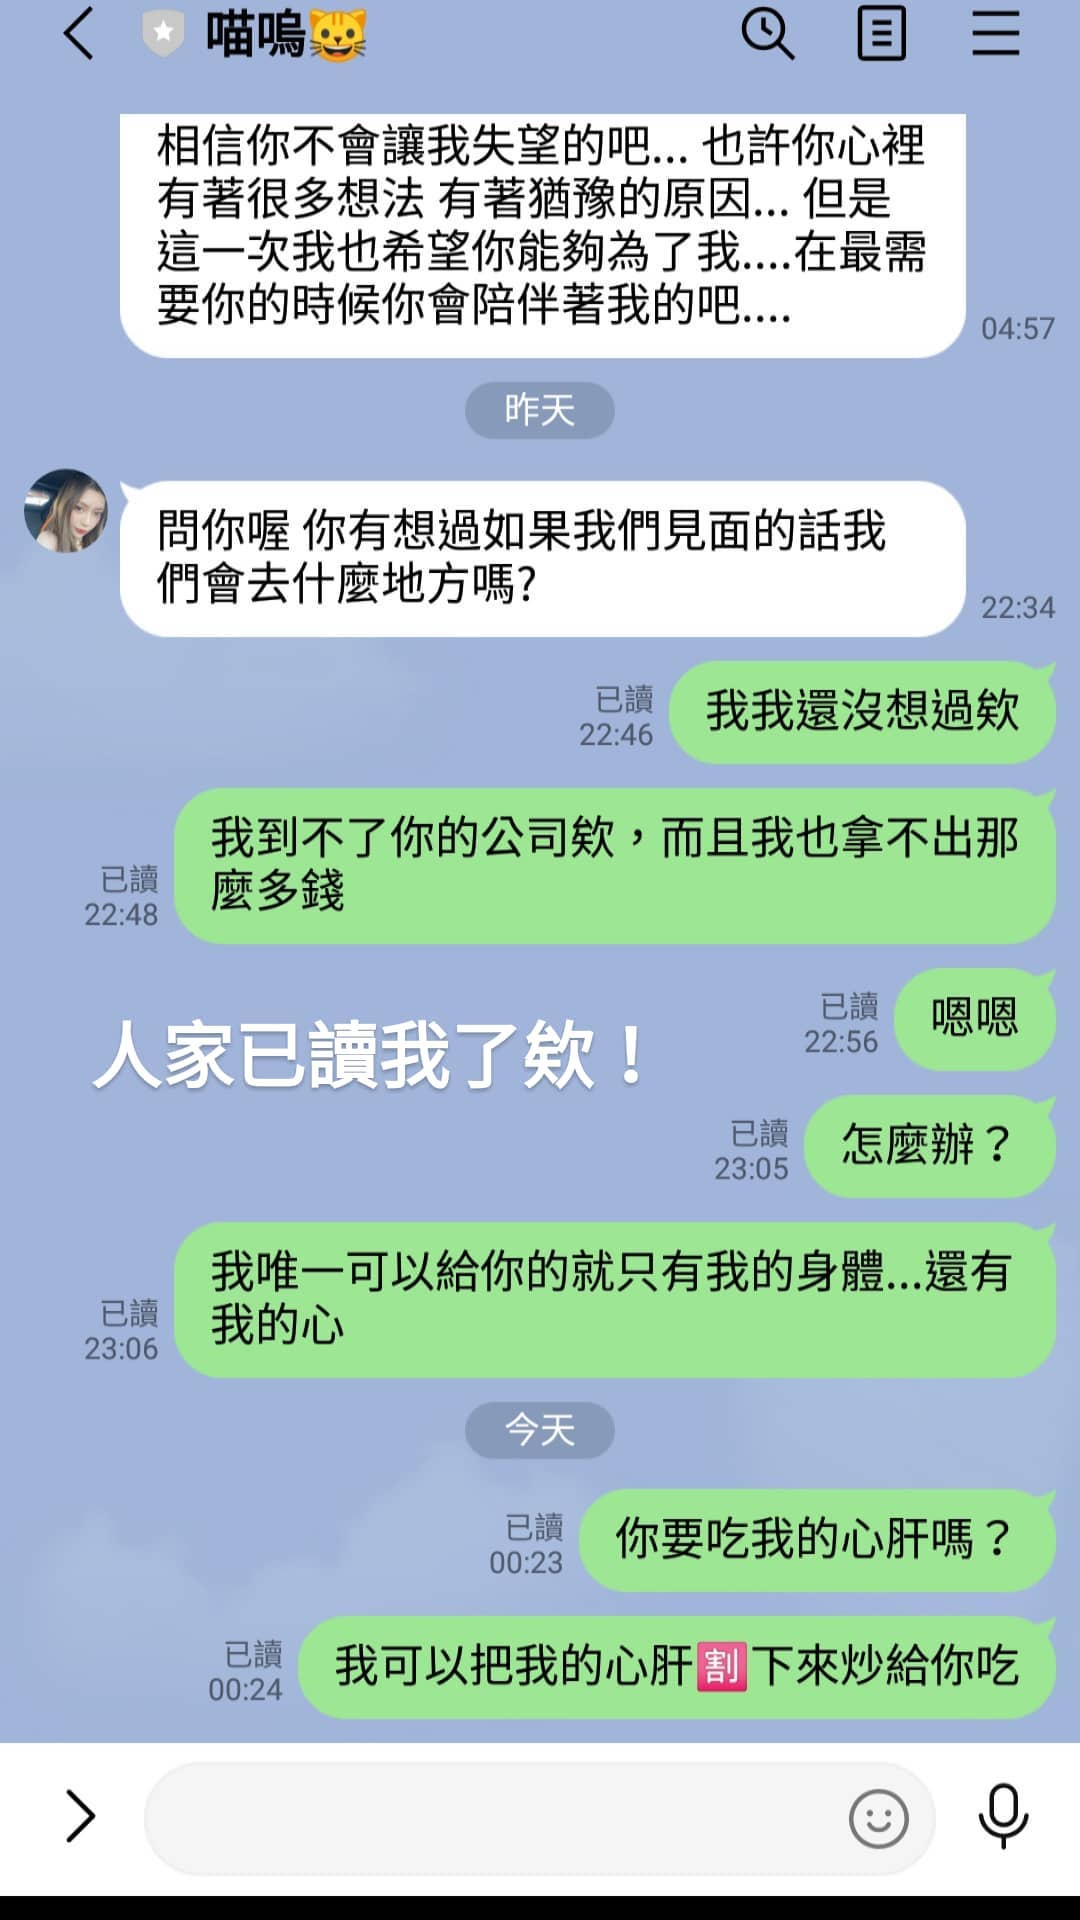 喵嗚😺
相信你不會讓我失望的吧... 也許你心裡
有著很多想法 有著猶豫的原因... 但是
這一次我也希望你能夠為了我....在最需
要你的時候你會陪伴著我的吧....
04:57
昨天
問你喔 你有想過如果我們見面的話我
們會去什麼地方嗎?
22:34
已讀
22:46
我我還沒想過欸
我到不了你的公司欸，而且我也拿不出那
麼多錢
已讀
22:48
已讀
22:56
嗯嗯
人家已讀我了欸！
已讀
23:05
怎麼辦？
我唯一可以給你的就只有我的身體...還有
我的心
已讀
23:06
今天
已讀
00:23
你要吃我的心肝嗎？
已讀
00:24
我可以把我的心肝🈹下來炒給你吃